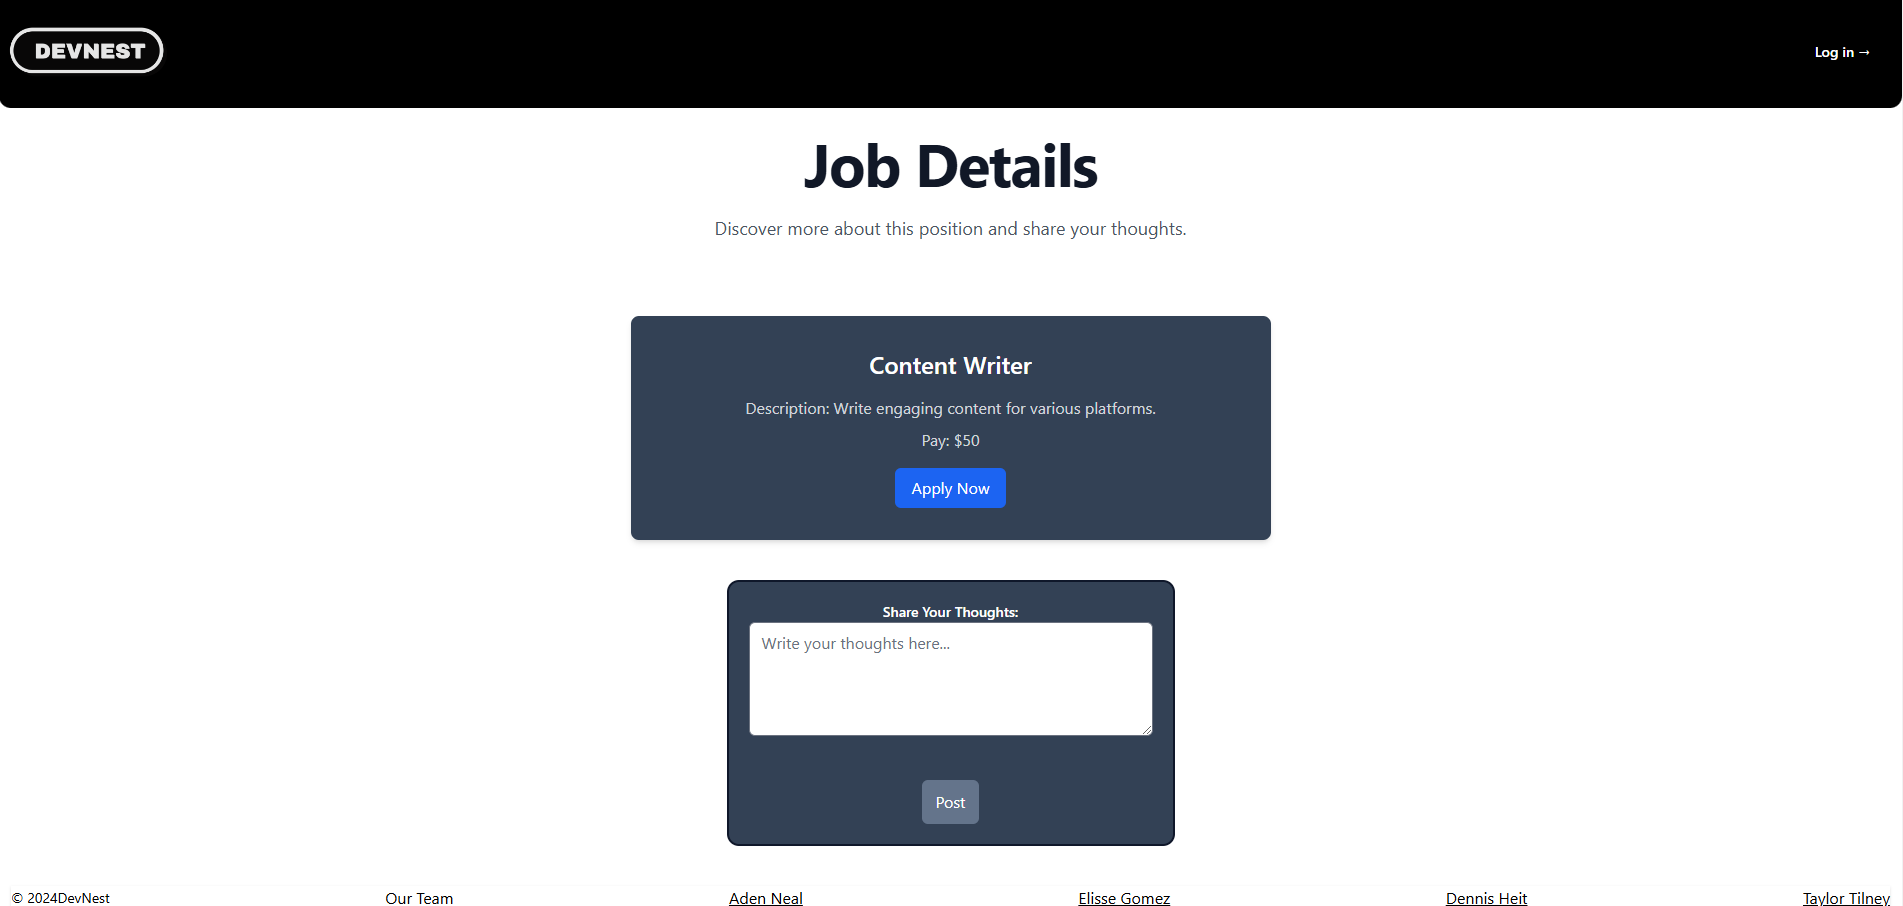 DEVNEST
Log in →
Job Details
Discover more about this position and share your thoughts.
Content Writer
Description: Write engaging content for various platforms.
Pay: $50
Apply Now
Share Your Thoughts:
Write your thoughts here...
Post
© 2024DevNest
Our Team
Aden Neal
Elisse Gomez
Dennis Heit
Taylor Tilney